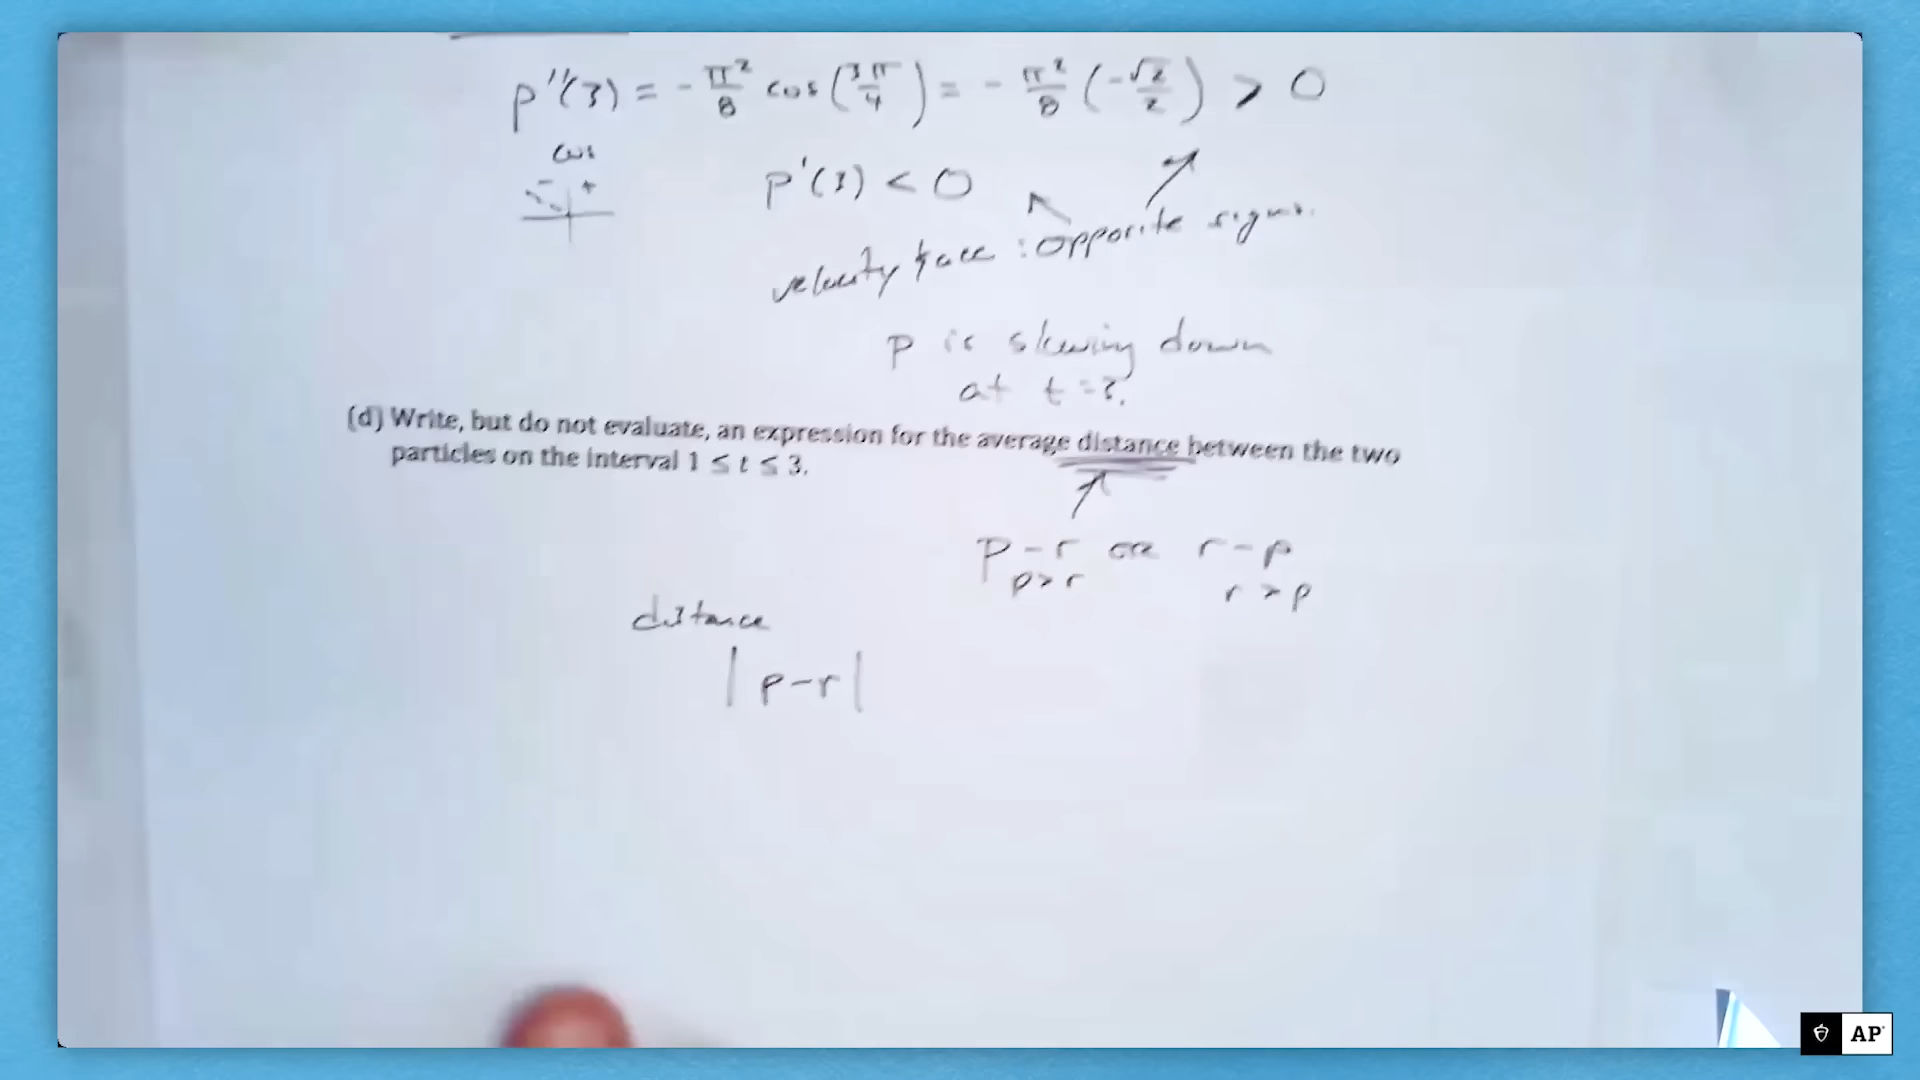 p''(3) = - π²/8 cos(3π/4) = - π²/8 (-√2/2) > 0
cos
- +
p'(3) < 0
velocity & acc : opposite signs.
p is slowing down
at t = 3.
(d) Write, but do not evaluate, an expression for the average distance between the two
particles on the interval 1 ≤ t ≤ 3.
p - r or r - p
p > r r > p
distance
| p - r |
AP